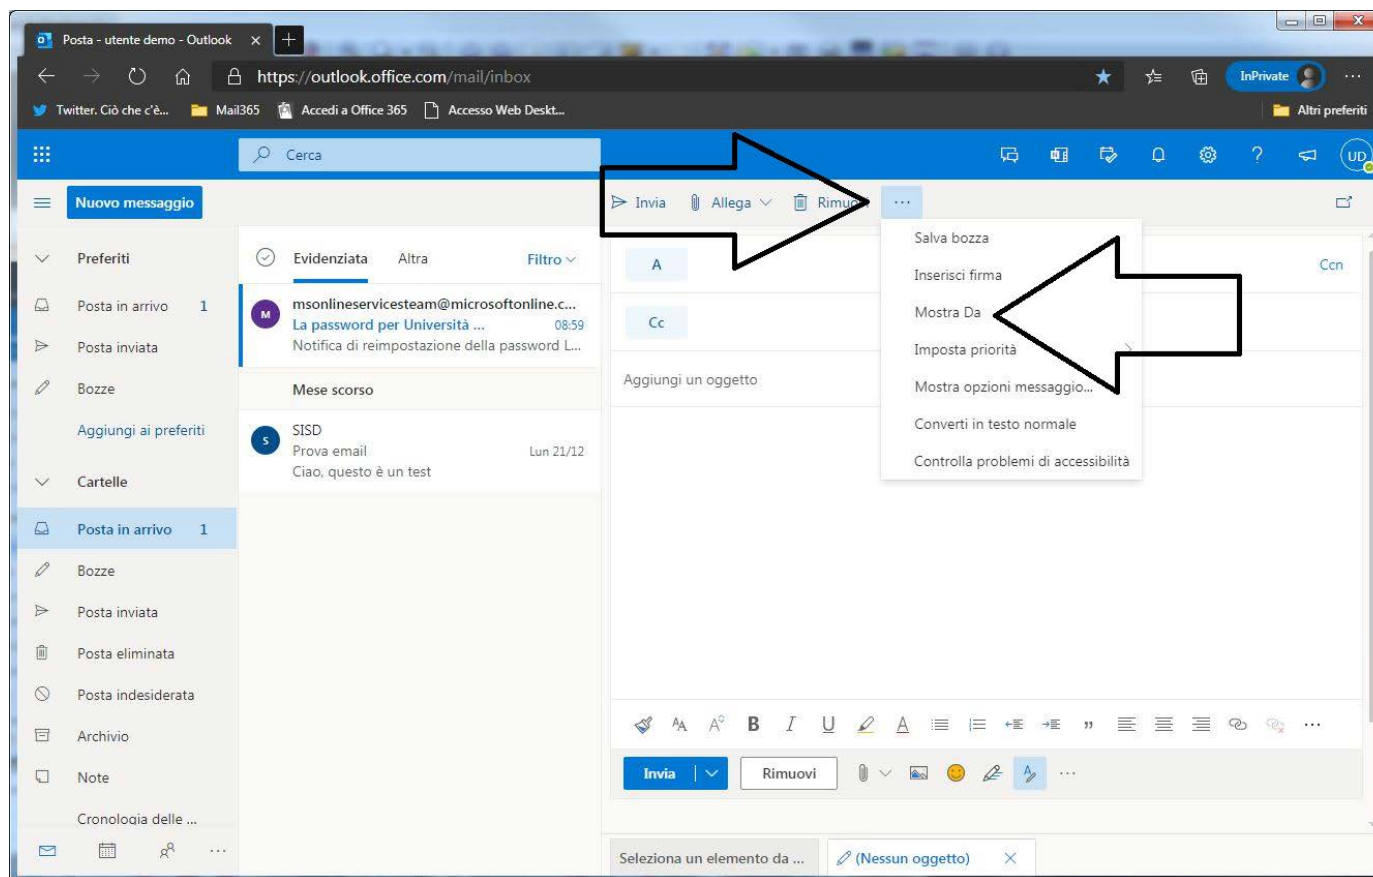 Posta - utente demo - Outlook
https://outlook.office.com/mail/inbox
InPrivate
Twitter. Ciò che c'è...
Mail365
Accedi a Office 365
Accesso Web Deskt...
Altri preferiti
Cerca
UD
Nuovo messaggio
Invia
Allega
...
Preferiti
Posta in arrivo 1
Posta inviata
Bozze
Aggiungi ai preferiti
Cartelle
Posta in arrivo 1
Bozze
Posta inviata
Posta eliminata
Posta indesiderata
Archivio
Note
Cronologia delle ...
Evidenziata
Altra
Filtro
M
msonlineservicesteam@microsoftonline.c...
La password per Università ... 08:59
Notifica di reimpostazione della password L...
Mese scorso
S
SISD
Prova email Lun 21/12
Ciao, questo è un test
A
Ccn
Cc
Aggiungi un oggetto
Salva bozza
Inserisci firma
Mostra Da
Imposta priorità
Mostra opzioni messaggio...
Converti in testo normale
Controlla problemi di accessibilità
B I U A
Invia
Rimuovi
Seleziona un elemento da ...
(Nessun oggetto)